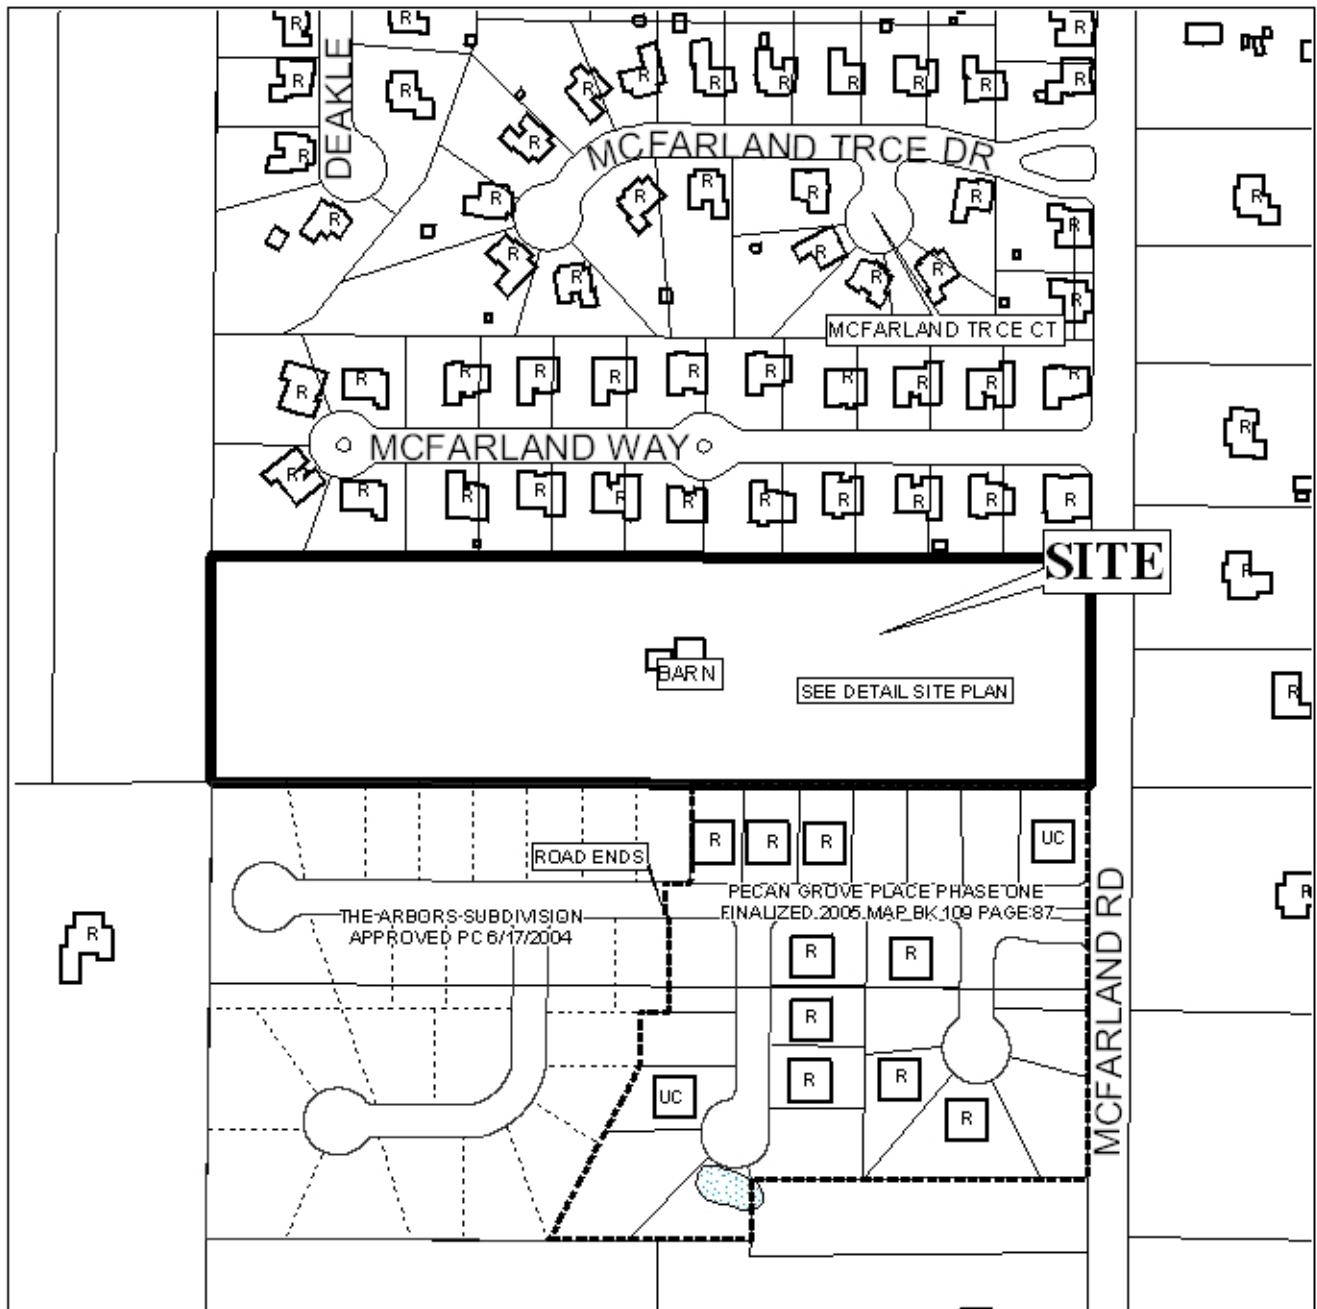 R R R
R R R R R R R R R R
DEAKLE
R R
MCFARLAND TRCE DR
R R R R R R
R R
R R
R R R
R
MCFARLAND TRCE CT
R R R R R R R R R R R
MCFARLAND WAY
R
R R R R R R R R R R R
SITE
R
BARN
SEE DETAIL SITE PLAN
R
R R R UC
ROAD ENDS
PECAN GROVE PLACE PHASE ONE
FINALIZED 2005 MAP BK 109 PAGE 87
R
THE ARBORS SUBDIVISION
APPROVED PC 6/17/2004
R
R R
R
R R
UC
R
MCFARLAND RD